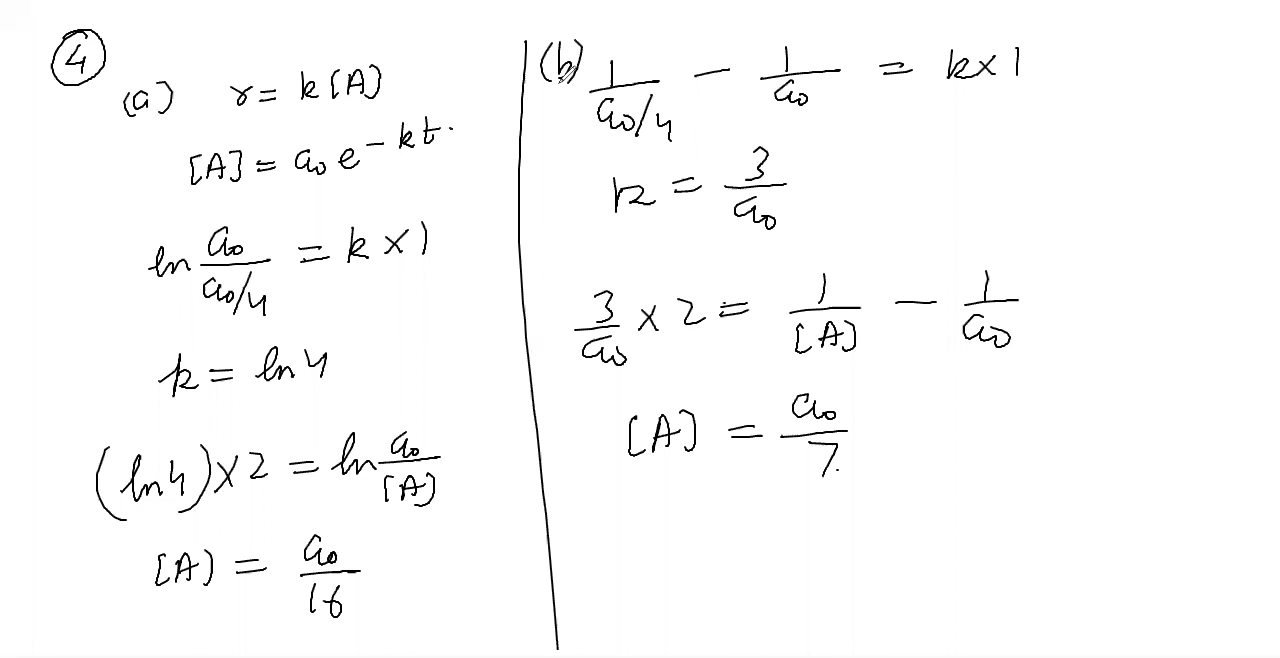 ④
(a) r = k[A]
[A] = a₀ e^{-kt}.
ln a₀/(a₀/4) = k × 1
k = ln 4
(ln 4) × 2 = ln a₀/[A]
[A] = a₀/16
(b) 1/(a₀/4) - 1/a₀ = k × 1
k = 3/a₀
3/a₀ × 2 = 1/[A] - 1/a₀
[A] = a₀/7.